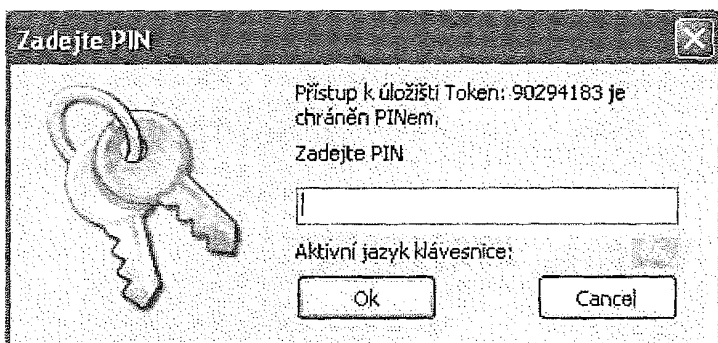 Zadejte PIN
Přístup k úložišti Token: 90294183 je
chráněn PINem.
Zadejte PIN
Aktivní jazyk klávesnice:
Ok
Cancel